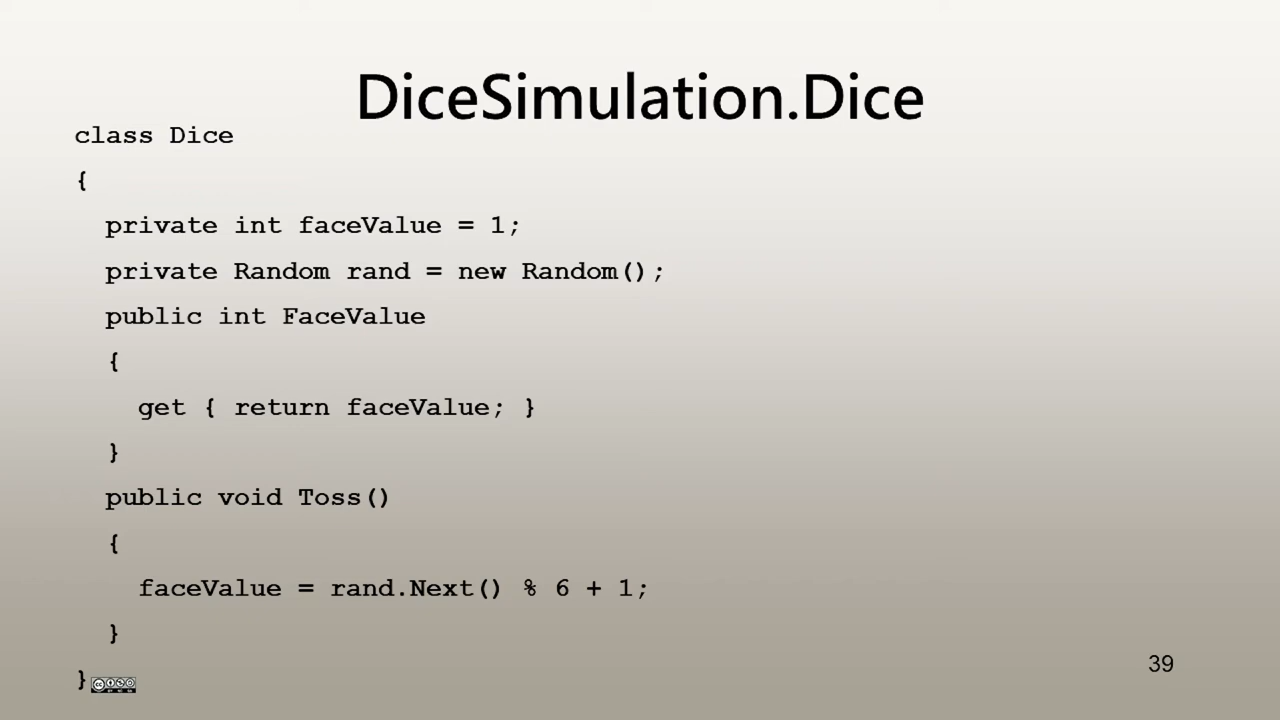 DiceSimulation.Dice
class Dice
{
private int faceValue = 1;
private Random rand = new Random();
public int FaceValue
{
get { return faceValue; }
}
public void Toss()
{
faceValue = rand.Next() % 6 + 1;
}
}
39